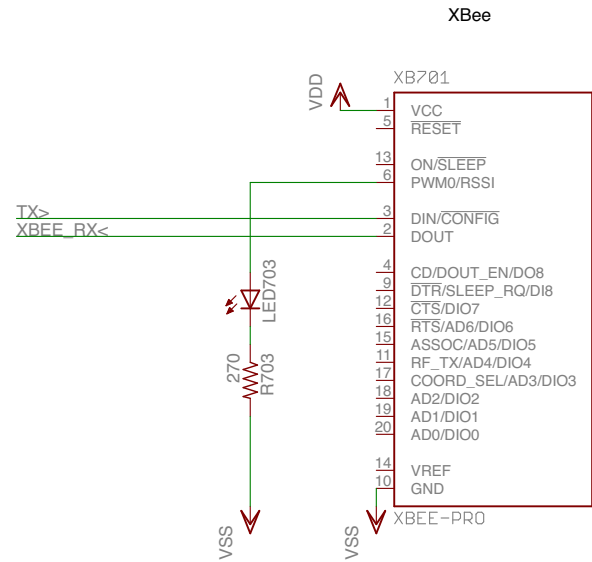 XBee
XB701
VDD
1 VCC
5 RESET
13 ON/SLEEP
6 PWM0/RSSI
TX>
3 DIN/CONFIG
XBEE_RX<
2 DOUT
4 CD/DOUT_EN/DO8
9 DTR/SLEEP_RQ/DI8
12 CTS/DIO7
16 RTS/AD6/DIO6
15 ASSOC/AD5/DIO5
11 RF_TX/AD4/DIO4
17 COORD_SEL/AD3/DIO3
18 AD2/DIO2
19 AD1/DIO1
20 AD0/DIO0
14 VREF
10 GND
LED703
270
R703
VSS
VSS
XBEE-PRO